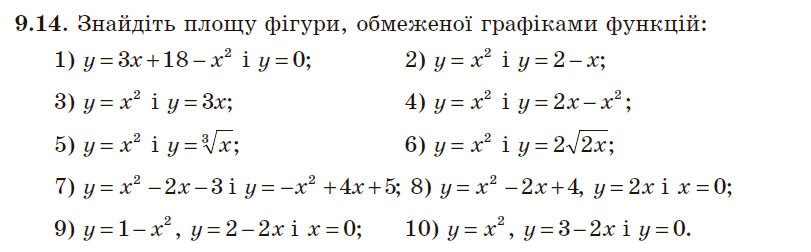 9.14. Знайдіть площу фігури, обмеженої графіками функцій:
1) y = 3x + 18 − x² і y = 0; 2) y = x² і y = 2 − x;
3) y = x² і y = 3x; 4) y = x² і y = 2x − x²;
5) y = x² і y = ∛x; 6) y = x² і y = 2√(2x);
7) y = x² − 2x − 3 і y = −x² + 4x + 5; 8) y = x² − 2x + 4, y = 2x і x = 0;
9) y = 1 − x², y = 2 − 2x і x = 0; 10) y = x², y = 3 − 2x і y = 0.